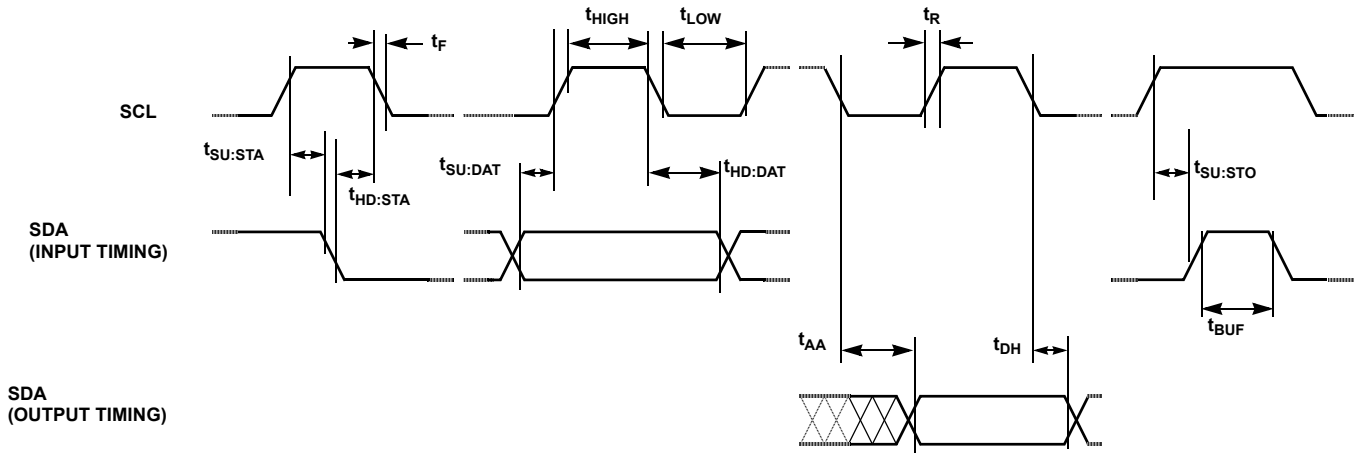 tHIGH
tLOW
tR
tF
SCL
tSU:STA
tHD:STA
tSU:DAT
tHD:DAT
tSU:STO
SDA
(INPUT TIMING)
tBUF
tAA
tDH
SDA
(OUTPUT TIMING)